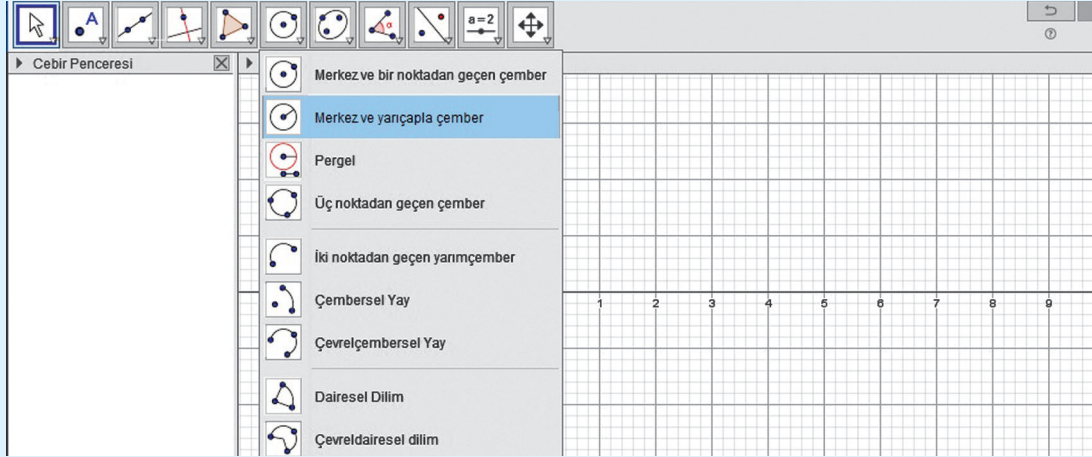 A
α
a=2
Cebir Penceresi
Merkez ve bir noktadan geçen çember
Merkez ve yarıçapla çember
Pergel
Üç noktadan geçen çember
İki noktadan geçen yarımçember
Çembersel Yay
Çevrelçembersel Yay
Dairesel Dilim
Çevreldairesel dilim
1 2 3 4 5 6 7 8 9